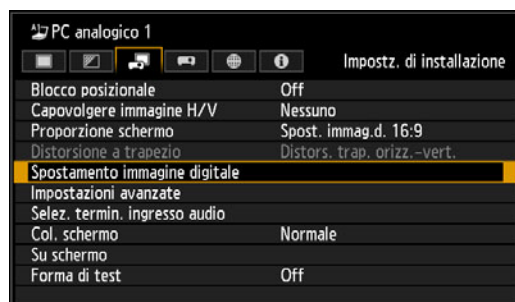 PC analogico 1
Impostz. di installazione
Blocco posizionale Off
Capovolgere immagine H/V Nessuno
Proporzione schermo Spost. immag.d. 16:9
Distorsione a trapezio Distors. trap. orizz.-vert.
Spostamento immagine digitale
Impostazioni avanzate
Selez. termin. ingresso audio
Col. schermo Normale
Su schermo
Forma di test Off